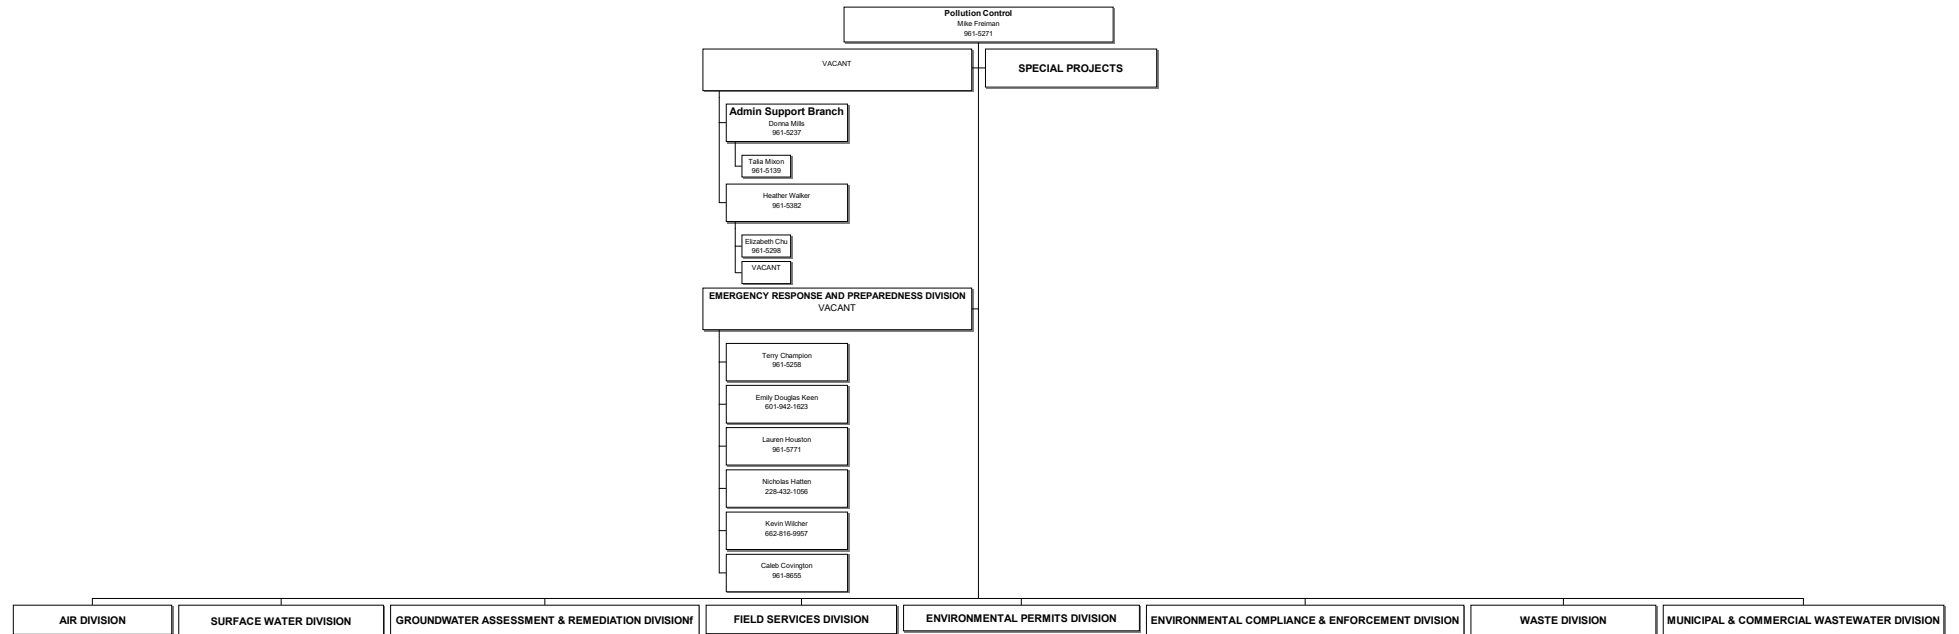 Pollution Control
Mike Freiman
961-5271
VACANT
SPECIAL PROJECTS
Admin Support Branch
Donna Mills
961-5237
Talia Mixon
961-5139
Heather Walker
961-5382
Elizabeth Chu
961-5298
VACANT
EMERGENCY RESPONSE AND PREPAREDNESS DIVISION
VACANT
Terry Champion
961-5258
Emily Douglas Keen
601-942-1623
Lauren Houston
961-5771
Nicholas Hatten
228-432-1056
Kevin Wilcher
662-816-9957
Caleb Covington
961-8655
AIR DIVISION
SURFACE WATER DIVISION
GROUNDWATER ASSESSMENT & REMEDIATION DIVISIONf
FIELD SERVICES DIVISION
ENVIRONMENTAL PERMITS DIVISION
ENVIRONMENTAL COMPLIANCE & ENFORCEMENT DIVISION
WASTE DIVISION
MUNICIPAL & COMMERCIAL WASTEWATER DIVISION